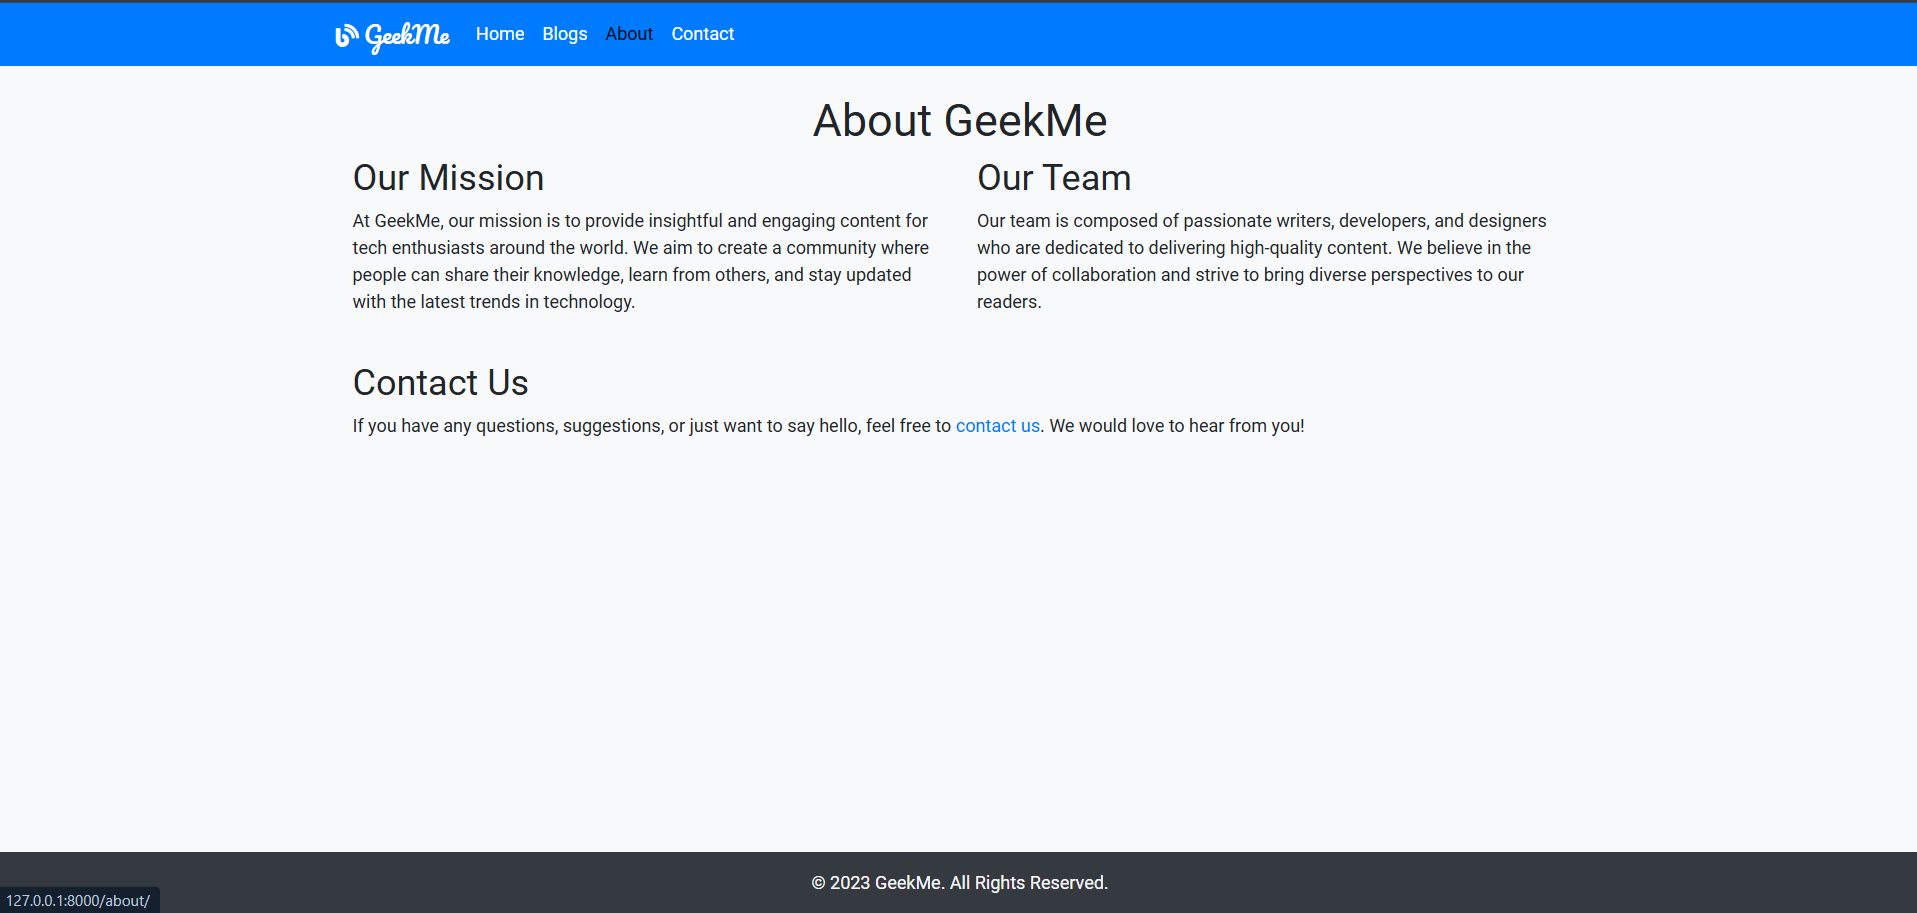 GeekMe Home Blogs About Contact
About GeekMe
Our Mission
At GeekMe, our mission is to provide insightful and engaging content for
tech enthusiasts around the world. We aim to create a community where
people can share their knowledge, learn from others, and stay updated
with the latest trends in technology.
Our Team
Our team is composed of passionate writers, developers, and designers
who are dedicated to delivering high-quality content. We believe in the
power of collaboration and strive to bring diverse perspectives to our
readers.
Contact Us
If you have any questions, suggestions, or just want to say hello, feel free to contact us. We would love to hear from you!
© 2023 GeekMe. All Rights Reserved.
127.0.0.1:8000/about/